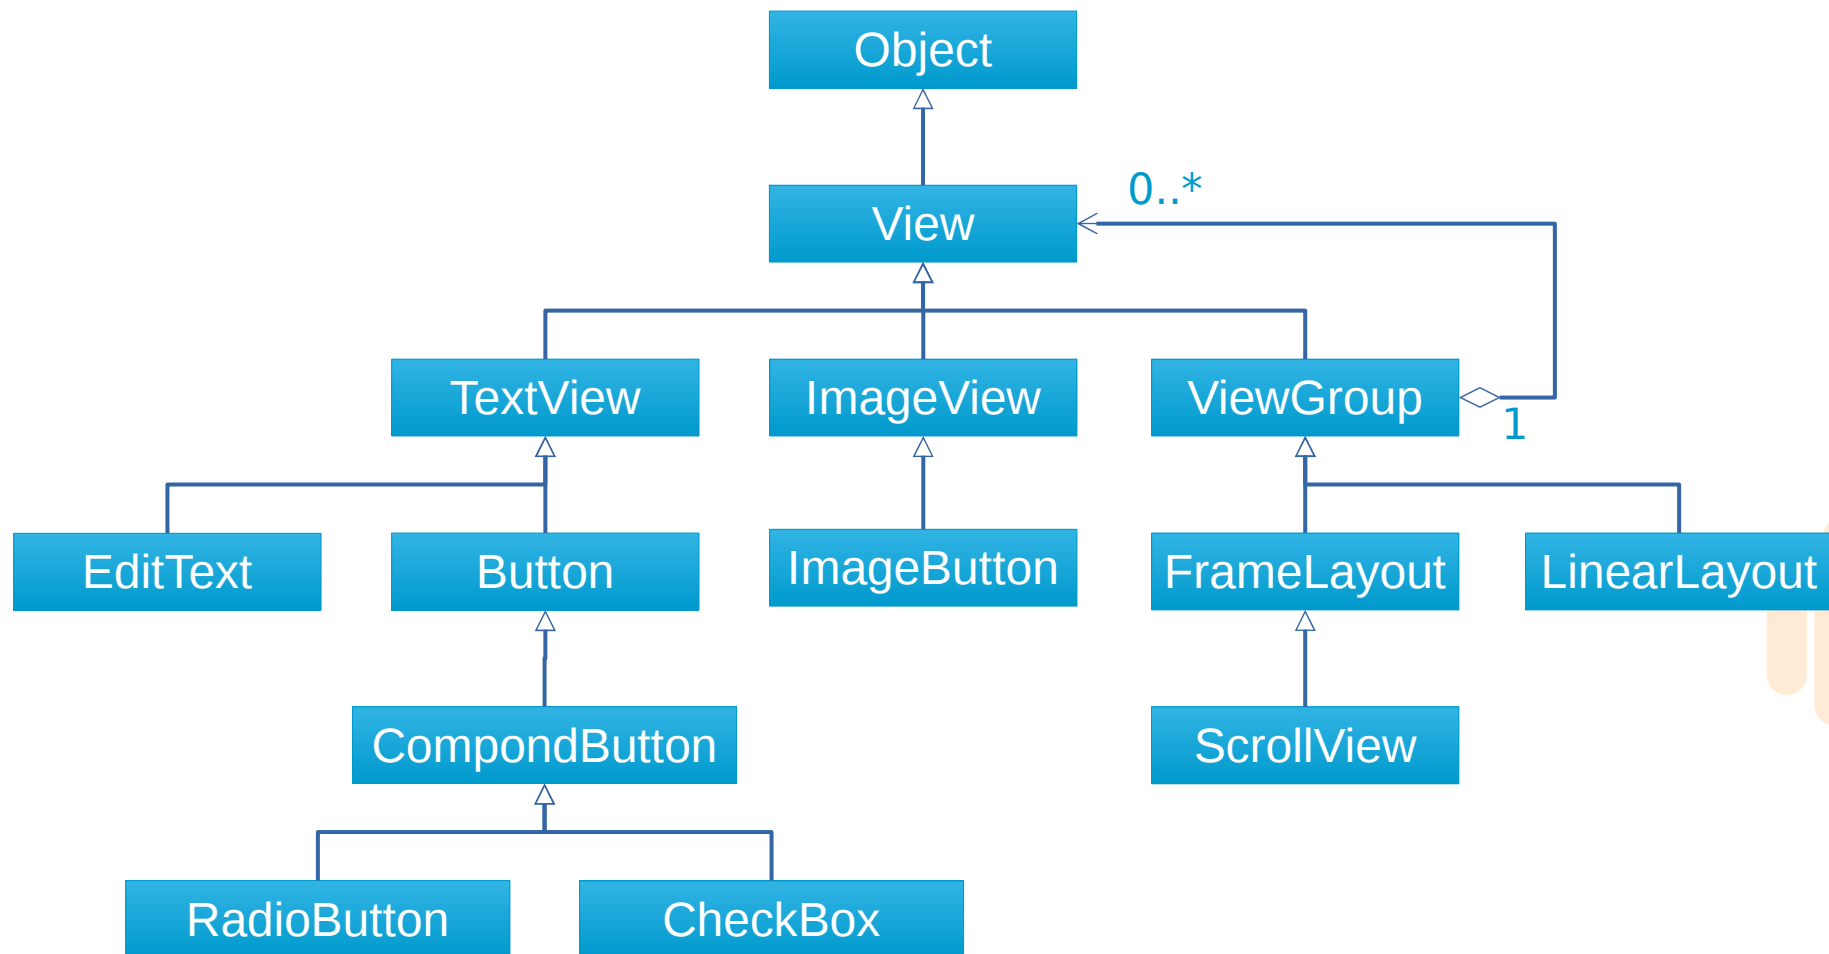 Object
0..*
View
TextView
ImageView
ViewGroup
1
EditText
Button
ImageButton
FrameLayout
LinearLayout
CompondButton
ScrollView
RadioButton
CheckBox